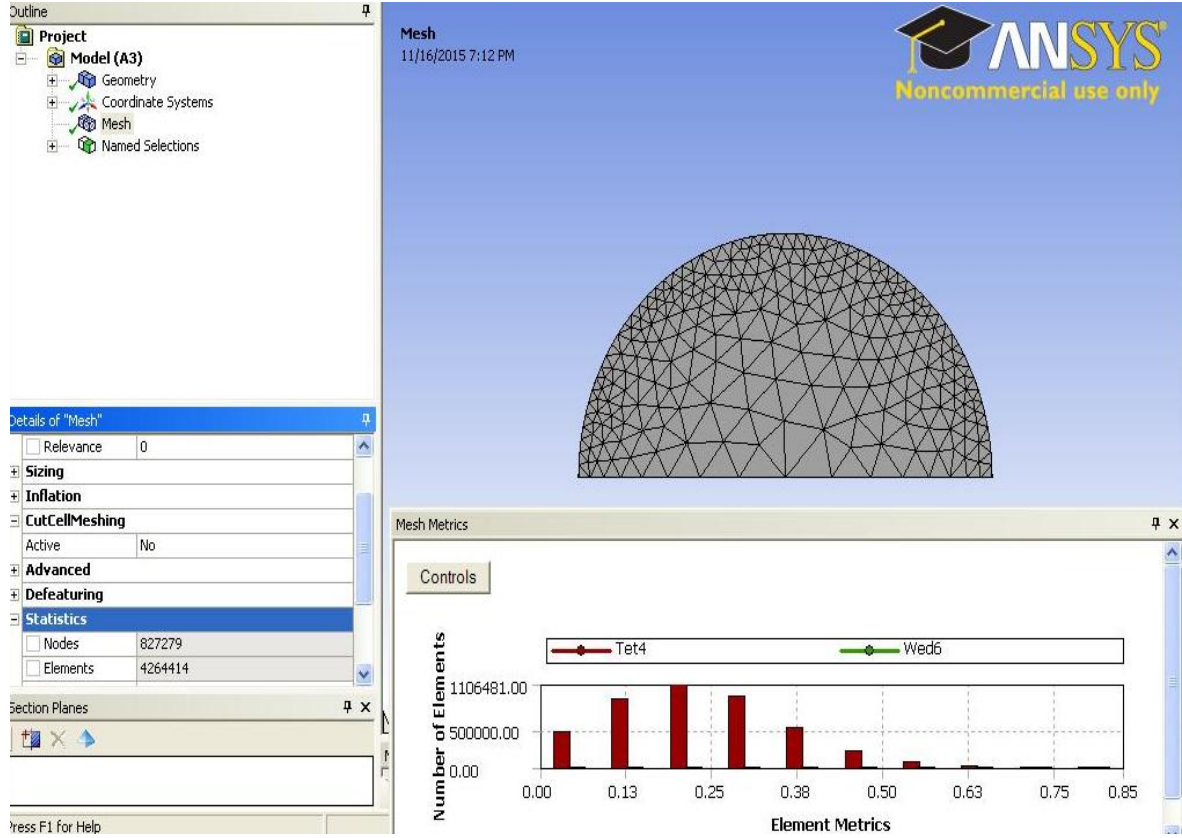 Outline
Project
Model (A3)
Geometry
Coordinate Systems
Mesh
Named Selections
Details of "Mesh"
Relevance 0
Sizing
Inflation
CutCellMeshing
Active No
Advanced
Defeaturing
Statistics
Nodes 827279
Elements 4264414
Section Planes
Press F1 for Help
Mesh
11/16/2015 7:12 PM
ANSYS
Noncommercial use only
Mesh Metrics
Controls
Tet4 Wed6
Number of Elements
1106481.00
500000.00
0.00
0.00 0.13 0.25 0.38 0.50 0.63 0.75 0.85
Element Metrics